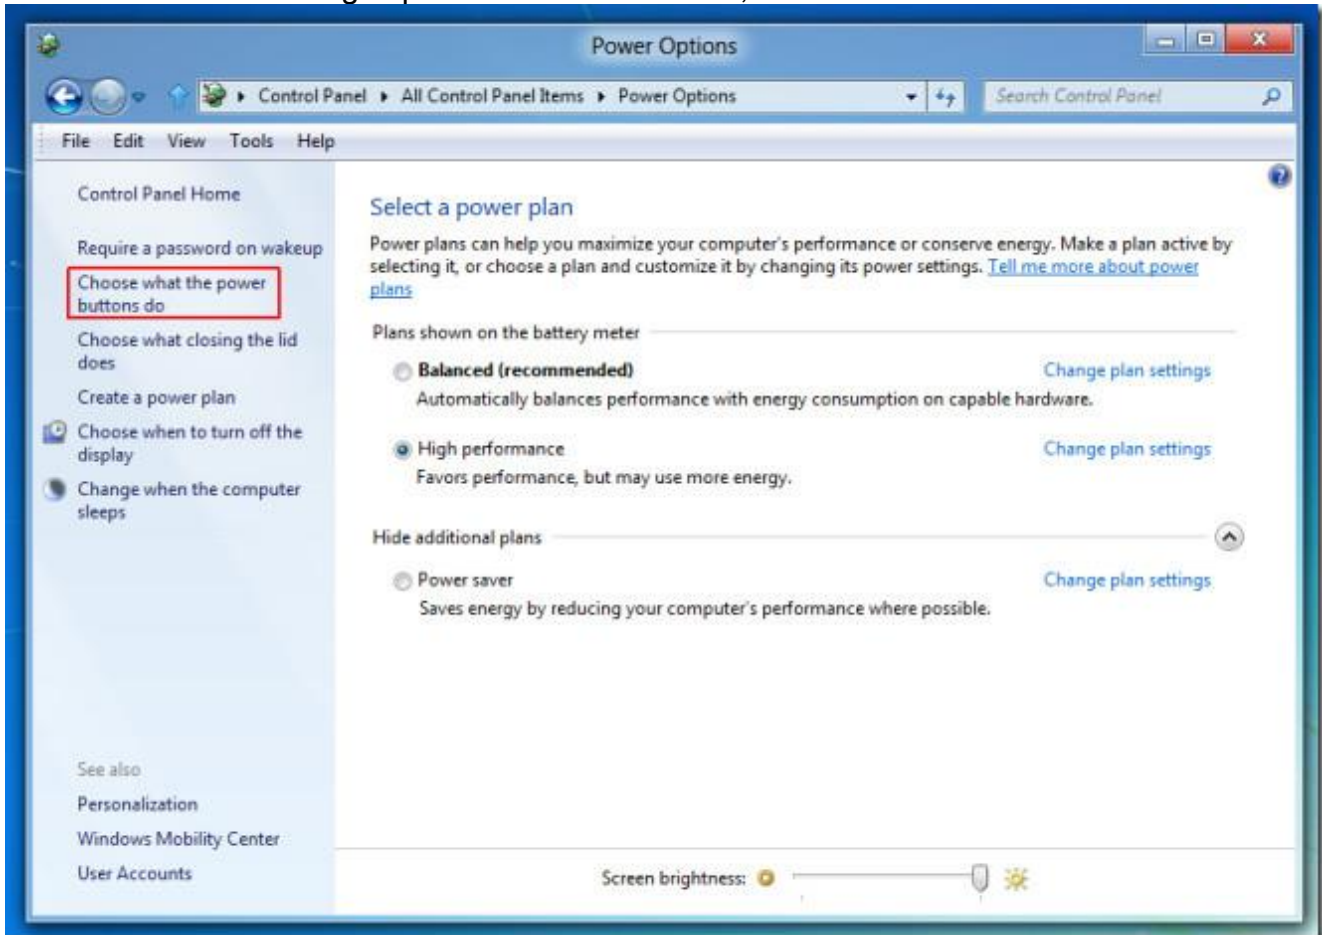 Power Options
Control Panel ▸ All Control Panel Items ▸ Power Options
Search Control Panel
File Edit View Tools Help
Control Panel Home
Require a password on wakeup
Choose what the power
buttons do
Choose what closing the lid
does
Create a power plan
Choose when to turn off the
display
Change when the computer
sleeps
See also
Personalization
Windows Mobility Center
User Accounts
Select a power plan
Power plans can help you maximize your computer's performance or conserve energy. Make a plan active by
selecting it, or choose a plan and customize it by changing its power settings. Tell me more about power
plans
Plans shown on the battery meter
Balanced (recommended) Change plan settings
Automatically balances performance with energy consumption on capable hardware.
High performance Change plan settings
Favors performance, but may use more energy.
Hide additional plans
Power saver Change plan settings
Saves energy by reducing your computer's performance where possible.
Screen brightness: